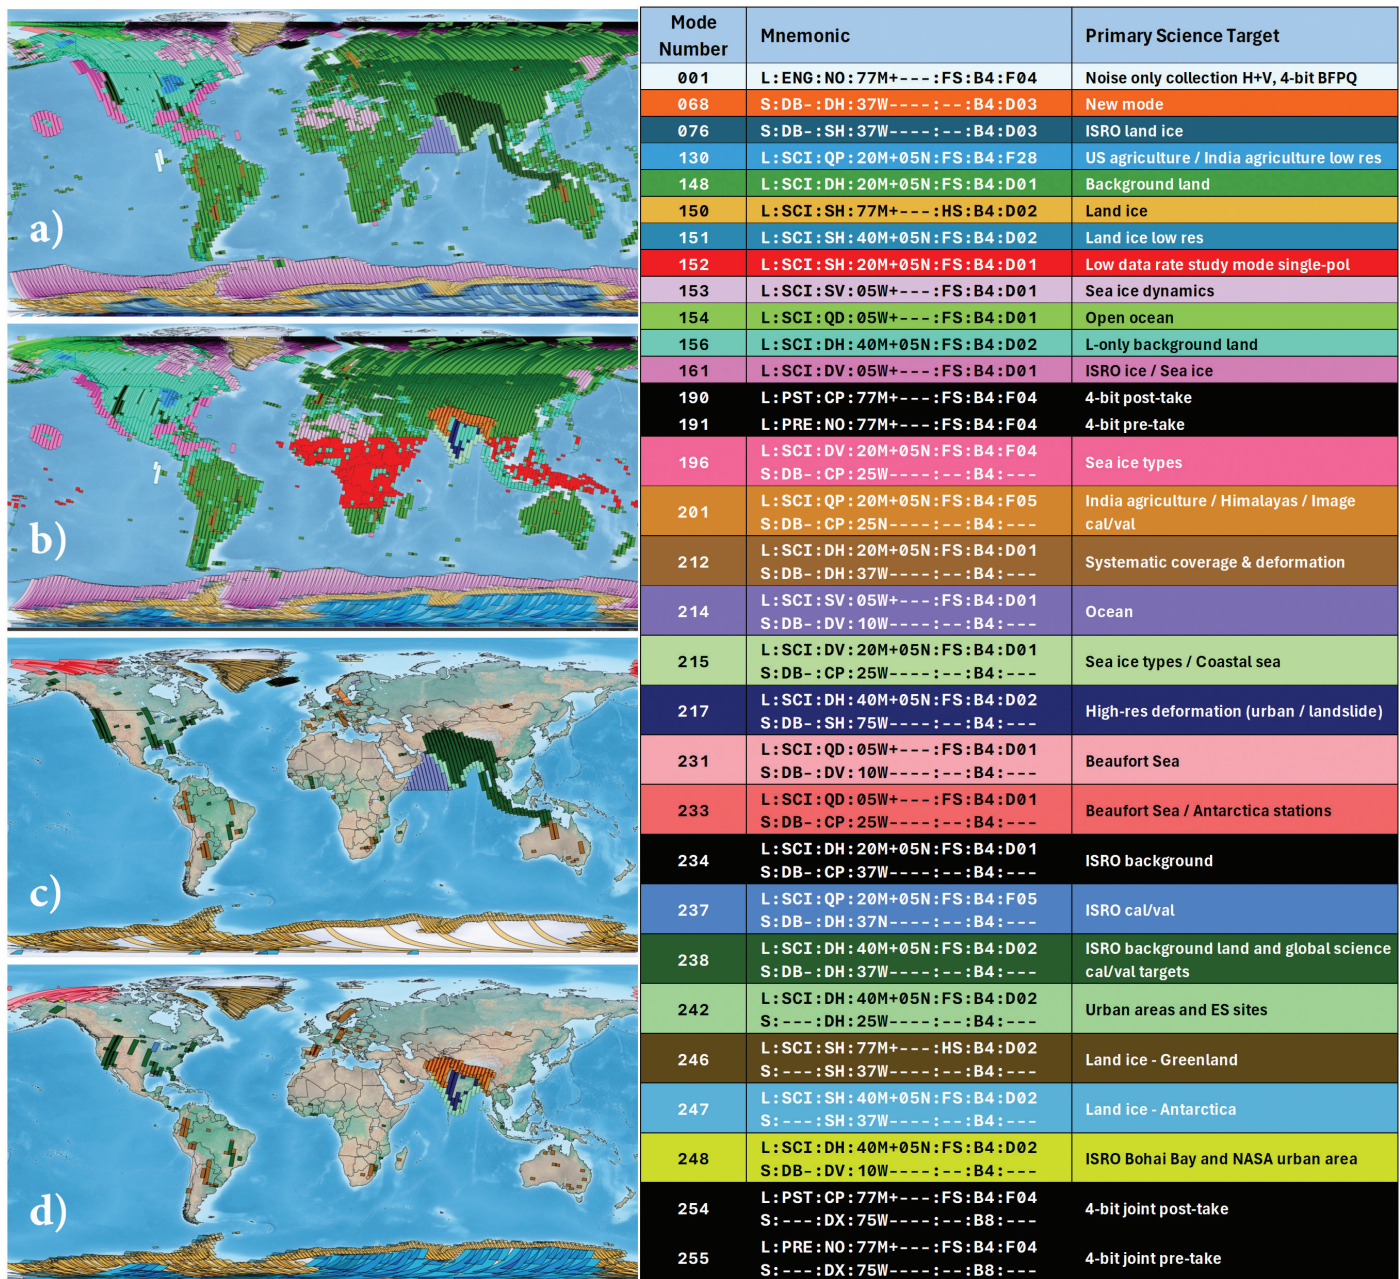 a)
b)
c)
d)
Mode
Number
Mnemonic
Primary Science Target
001
L:ENG:NO:77M+---:FS:B4:F04
Noise only collection H+V, 4-bit BFPQ
068
S:DB-:DH:37W----:--:B4:D03
New mode
076
S:DB-:SH:37W----:--:B4:D03
ISRO land ice
130
L:SCI:QP:20M+05N:FS:B4:F28
US agriculture / India agriculture low res
148
L:SCI:DH:20M+05N:FS:B4:D01
Background land
150
L:SCI:SH:77M+---:HS:B4:D02
Land ice
151
L:SCI:SH:40M+05N:FS:B4:D02
Land ice low res
152
L:SCI:SH:20M+05N:FS:B4:D01
Low data rate study mode single-pol
153
L:SCI:SV:05W+---:FS:B4:D01
Sea ice dynamics
154
L:SCI:QD:05W+---:FS:B4:D01
Open ocean
156
L:SCI:DH:40M+05N:FS:B4:D02
L-only background land
161
L:SCI:DV:05W+---:FS:B4:D01
ISRO ice / Sea ice
190
L:PST:CP:77M+---:FS:B4:F04
4-bit post-take
191
L:PRE:NO:77M+---:FS:B4:F04
4-bit pre-take
196
L:SCI:DV:20M+05N:FS:B4:F04
S:DB-:CP:25W----:--:B4:---
Sea ice types
201
L:SCI:QP:20M+05N:FS:B4:F05
S:DB-:CP:25N----:--:B4:---
India agriculture / Himalayas / Image
cal/val
212
L:SCI:DH:20M+05N:FS:B4:D01
S:DB-:DH:37W----:--:B4:---
Systematic coverage & deformation
214
L:SCI:SV:05W+---:FS:B4:D01
S:DB-:DV:10W----:--:B4:---
Ocean
215
L:SCI:DV:20M+05N:FS:B4:D01
S:DB-:CP:25W----:--:B4:---
Sea ice types / Coastal sea
217
L:SCI:DH:40M+05N:FS:B4:D02
S:DB-:SH:75W----:--:B4:---
High-res deformation (urban / landslide)
231
L:SCI:QD:05W+---:FS:B4:D01
S:DB-:DV:10W----:--:B4:---
Beaufort Sea
233
L:SCI:QD:05W+---:FS:B4:D01
S:DB-:CP:25W----:--:B4:---
Beaufort Sea / Antarctica stations
234
L:SCI:DH:20M+05N:FS:B4:D01
S:DB-:CP:37W----:--:B4:---
ISRO background
237
L:SCI:QP:20M+05N:FS:B4:F05
S:DB-:DH:37N----:--:B4:---
ISRO cal/val
238
L:SCI:DH:40M+05N:FS:B4:D02
S:DB-:DH:37W----:--:B4:---
ISRO background land and global science
cal/val targets
242
L:SCI:DH:40M+05N:FS:B4:D02
S:---:DH:25W----:--:B4:---
Urban areas and ES sites
246
L:SCI:SH:77M+---:HS:B4:D02
S:---:SH:37W----:--:B4:---
Land ice - Greenland
247
L:SCI:SH:40M+05N:FS:B4:D02
S:---:SH:37W----:--:B4:---
Land ice - Antarctica
248
L:SCI:DH:40M+05N:FS:B4:D02
S:DB-:DV:10W----:--:B4:---
ISRO Bohai Bay and NASA urban area
254
L:PST:CP:77M+---:FS:B4:F04
S:---:DX:75W----:--:B8:---
4-bit joint post-take
255
L:PRE:NO:77M+---:FS:B4:F04
S:---:DX:75W----:--:B8:---
4-bit joint pre-take